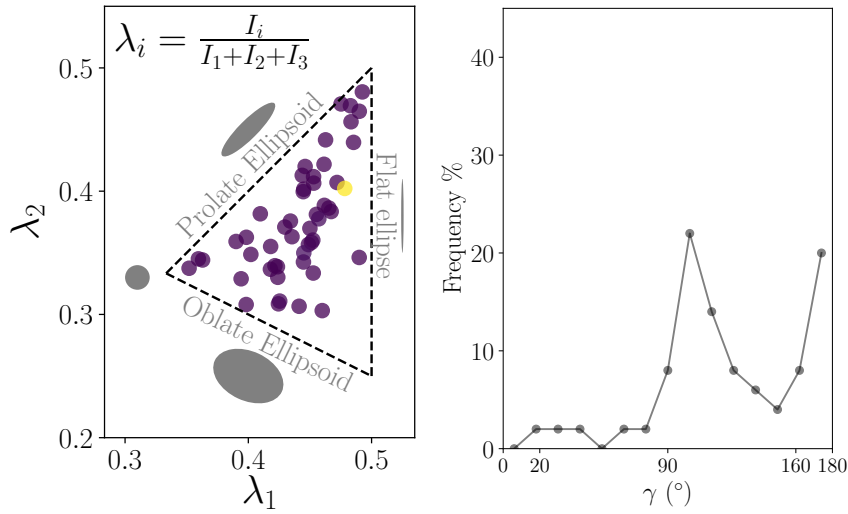 λ_i = I_i / (I_1+I_2+I_3)
Prolate Ellipsoid
Flat ellipse
Oblate Ellipsoid
0.5
0.4
0.3
0.2
λ_2
0.3 0.4 0.5
λ_1
40
30
20
10
0
Frequency %
0 20 90 160 180
γ (°)